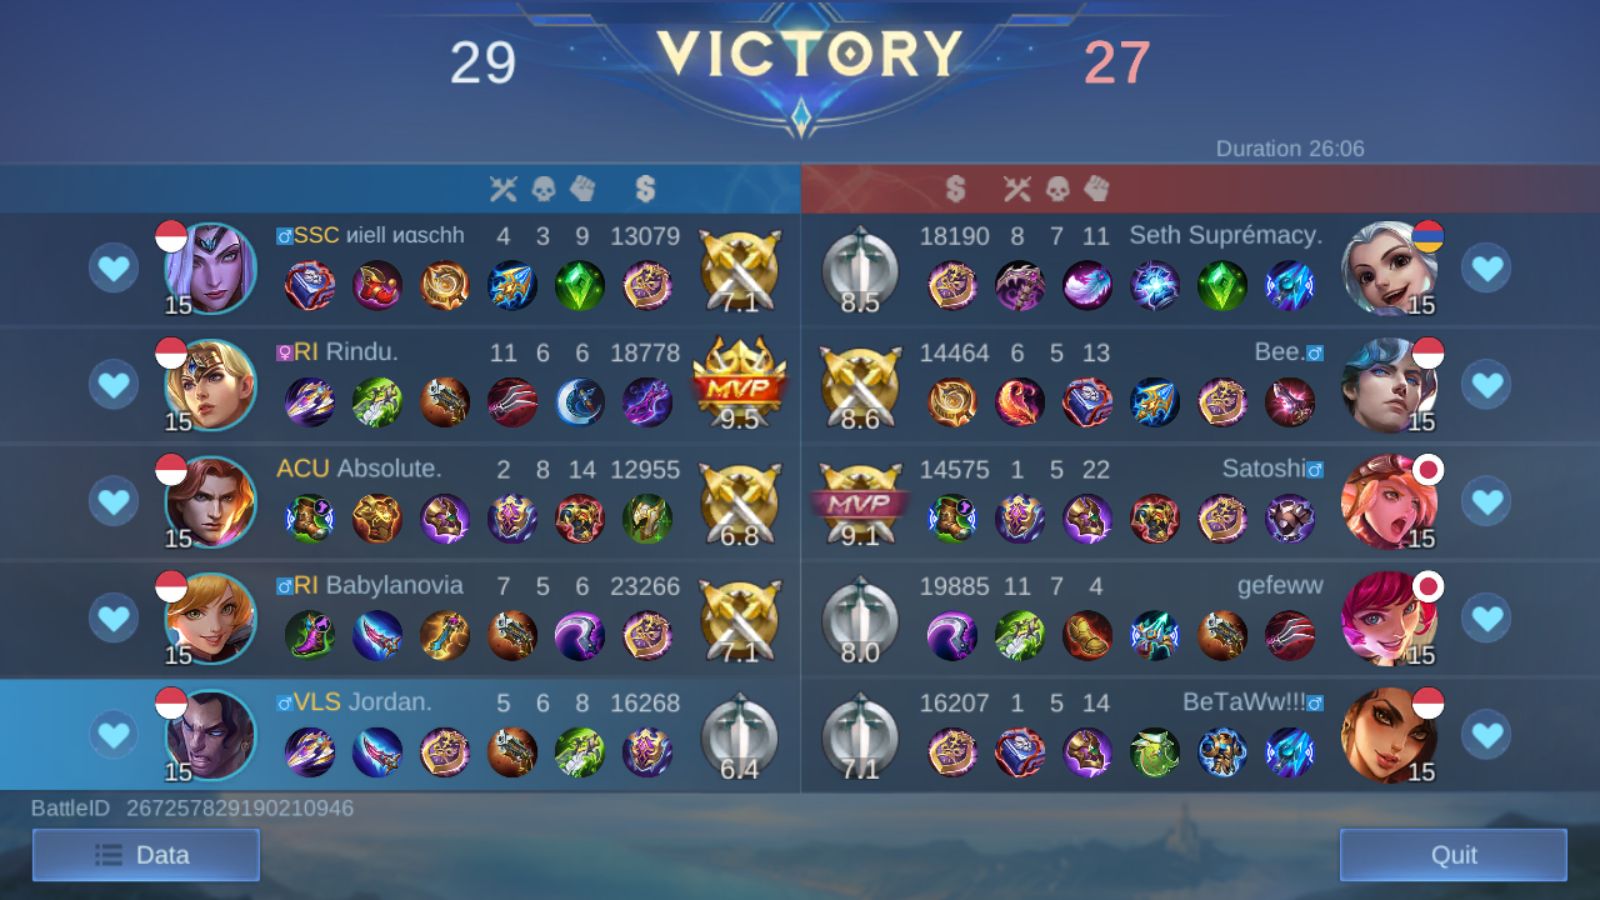 29 VICTORY 27
Duration 26:06
♂SSC иiell иɑschh 4 3 9 13079 7.1 15
8.5 18190 8 7 11 Seth Suprémacy. 15
♀RI Rindu. 11 6 6 18778 MVP 9.5 15
8.6 14464 6 5 13 Bee.♂ 15
ACU Absolute. 2 8 14 12955 6.8 15
MVP 9.1 14575 1 5 22 Satoshi♂ 15
♂RI Babylanovia 7 5 6 23266 7.1 15
8.0 19885 11 7 4 gefeww 15
♂VLS Jordan. 5 6 8 16268 6.4 15
7.1 16207 1 5 14 BeTaWw!!!♂ 15
BattleID 267257829190210946
Data
Quit